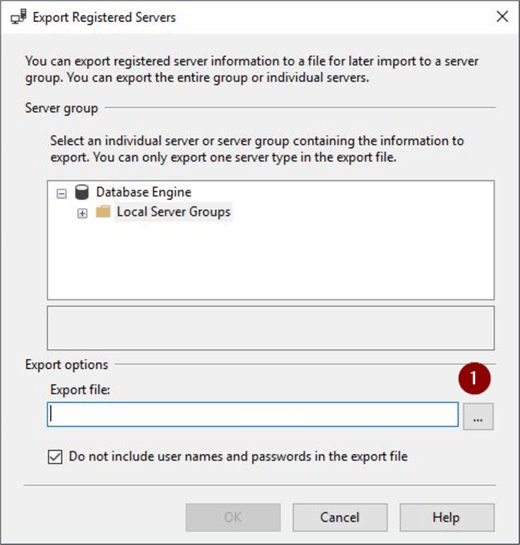 Export Registered Servers
You can export registered server information to a file for later import to a server
group. You can export the entire group or individual servers.
Server group
Select an individual server or server group containing the information to
export. You can only export one server type in the export file.
Database Engine
Local Server Groups
Export options
1
Export file:
...
Do not include user names and passwords in the export file
OK Cancel Help